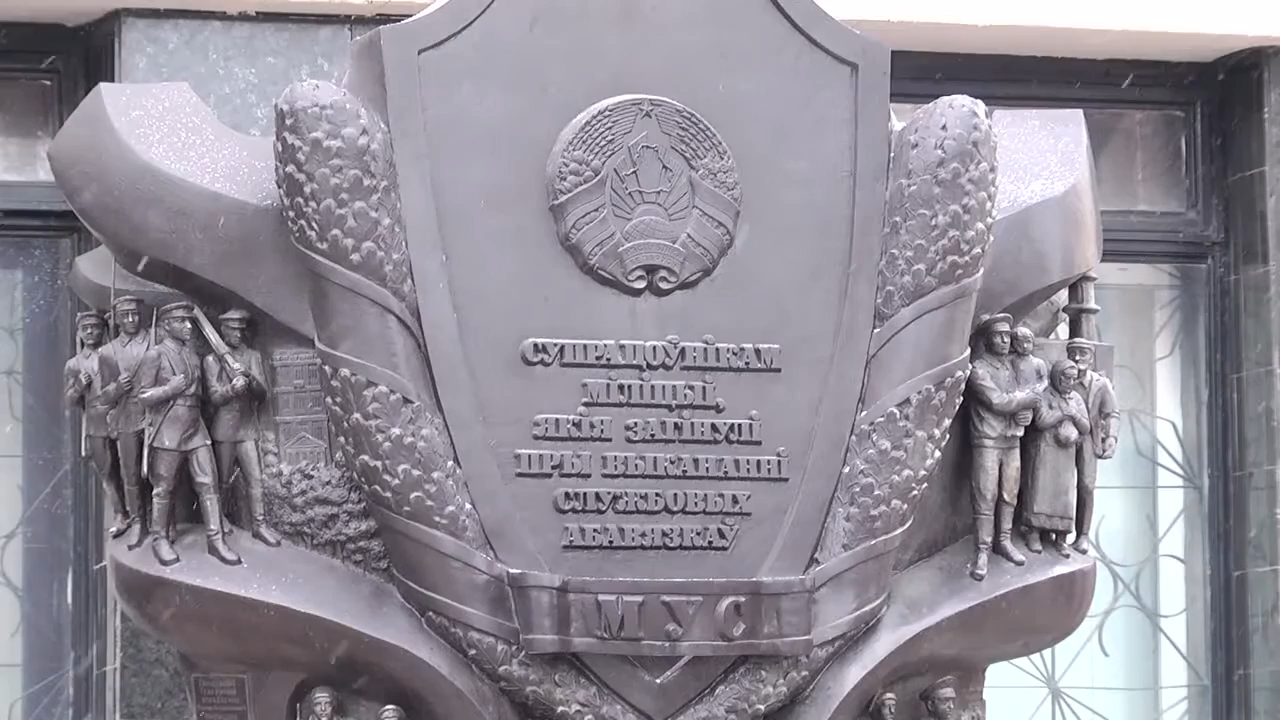 СУПРАЦОЎНІКАМ
МІЛІЦЫІ,
ЯКІЯ ЗАГІНУЛІ
ПРЫ ВЫКАНАННІ
СЛУЖБОВЫХ
АБАВЯЗКАЎ
МУС